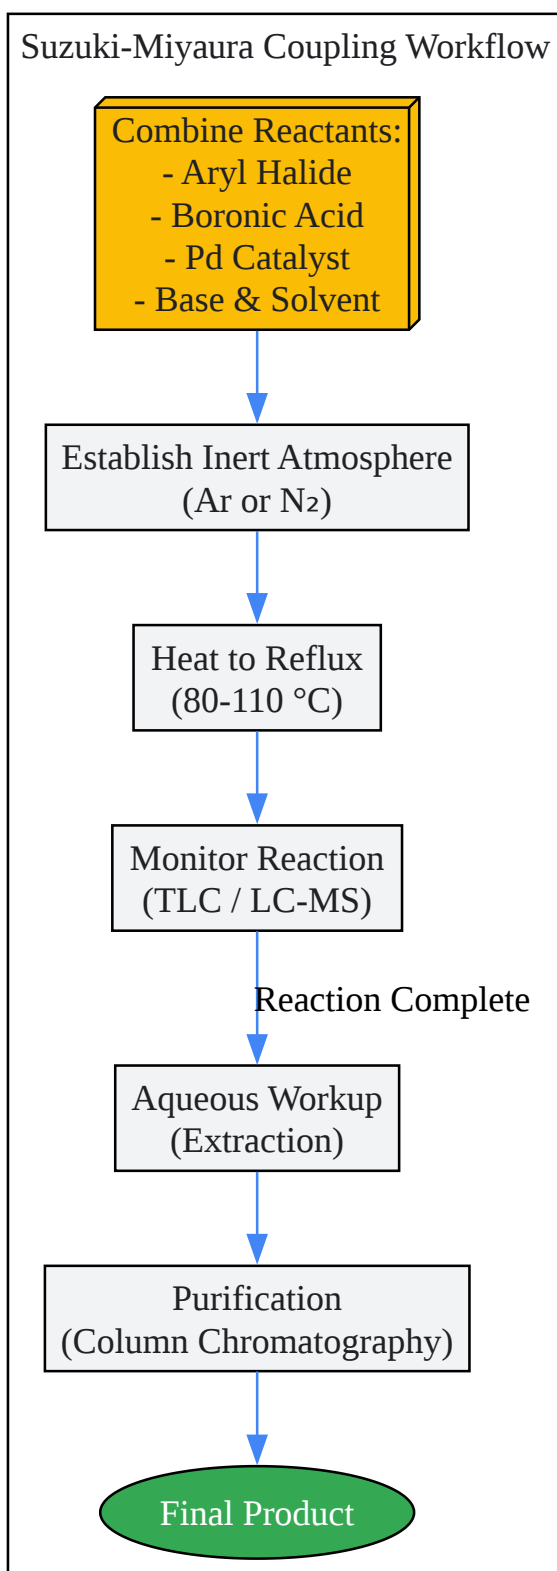 Suzuki-Miyaura Coupling Workflow
Combine Reactants:
- Aryl Halide
- Boronic Acid
- Pd Catalyst
- Base & Solvent
Establish Inert Atmosphere
(Ar or N₂)
Heat to Reflux
(80-110 °C)
Monitor Reaction
(TLC / LC-MS)
Reaction Complete
Aqueous Workup
(Extraction)
Purification
(Column Chromatography)
Final Product